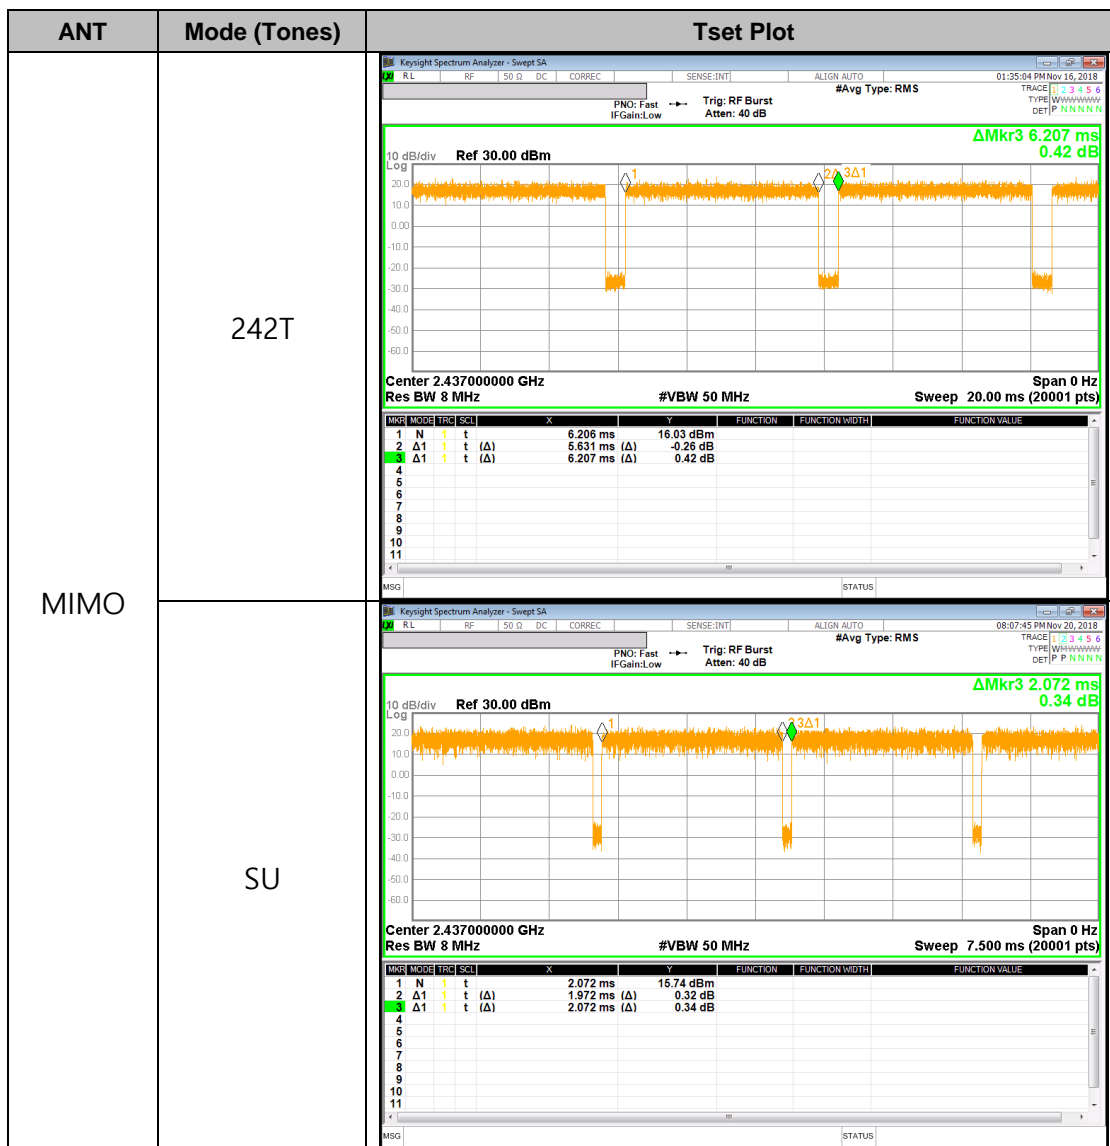 ANT Mode (Tones) Tset Plot
MIMO
242T
Keysight Spectrum Analyzer - Swept SA
LXI RL RF 50 Ω DC CORREC SENSE:INT ALIGN AUTO 01:35:04 PM Nov 16, 2018
#Avg Type: RMS TRACE 1 2 3 4 5 6
PNO: Fast Trig: RF Burst TYPE WWWWWW
IFGain:Low Atten: 40 dB DET P N N N N N
ΔMkr3 6.207 ms
0.42 dB
10 dB/div Ref 30.00 dBm
Log
1 2Δ 3Δ1
20.0
10.0
0.00
-10.0
-20.0
-30.0
-40.0
-50.0
-60.0
Center 2.437000000 GHz Span 0 Hz
Res BW 8 MHz #VBW 50 MHz Sweep 20.00 ms (20001 pts)
MKR MODE TRC SCL X Y FUNCTION FUNCTION WIDTH FUNCTION VALUE
1 N 1 t 6.206 ms 16.03 dBm
2 Δ1 1 t (Δ) 5.631 ms (Δ) -0.26 dB
3 Δ1 1 t (Δ) 6.207 ms (Δ) 0.42 dB
4
5
6
7
8
9
10
11
MSG STATUS
SU
Keysight Spectrum Analyzer - Swept SA
LXI RL RF 50 Ω DC CORREC SENSE:INT ALIGN AUTO 08:07:45 PM Nov 20, 2018
#Avg Type: RMS TRACE 1 2 3 4 5 6
PNO: Fast Trig: RF Burst TYPE WMWWWW
IFGain:Low Atten: 40 dB DET P P N N N N
ΔMkr3 2.072 ms
0.34 dB
10 dB/div Ref 30.00 dBm
Log
1 3Δ1
20.0
10.0
0.00
-10.0
-20.0
-30.0
-40.0
-50.0
-60.0
Center 2.437000000 GHz Span 0 Hz
Res BW 8 MHz #VBW 50 MHz Sweep 7.500 ms (20001 pts)
MKR MODE TRC SCL X Y FUNCTION FUNCTION WIDTH FUNCTION VALUE
1 N 1 t 2.072 ms 15.74 dBm
2 Δ1 1 t (Δ) 1.972 ms (Δ) 0.32 dB
3 Δ1 1 t (Δ) 2.072 ms (Δ) 0.34 dB
4
5
6
7
8
9
10
11
MSG STATUS